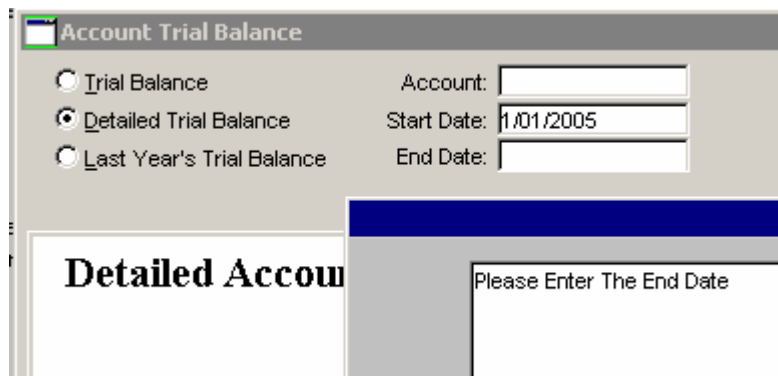 Account Trial Balance
Trial Balance
Account:
Detailed Trial Balance
Start Date: 1/01/2005
Last Year's Trial Balance
End Date:
Detailed Accou
Please Enter The End Date